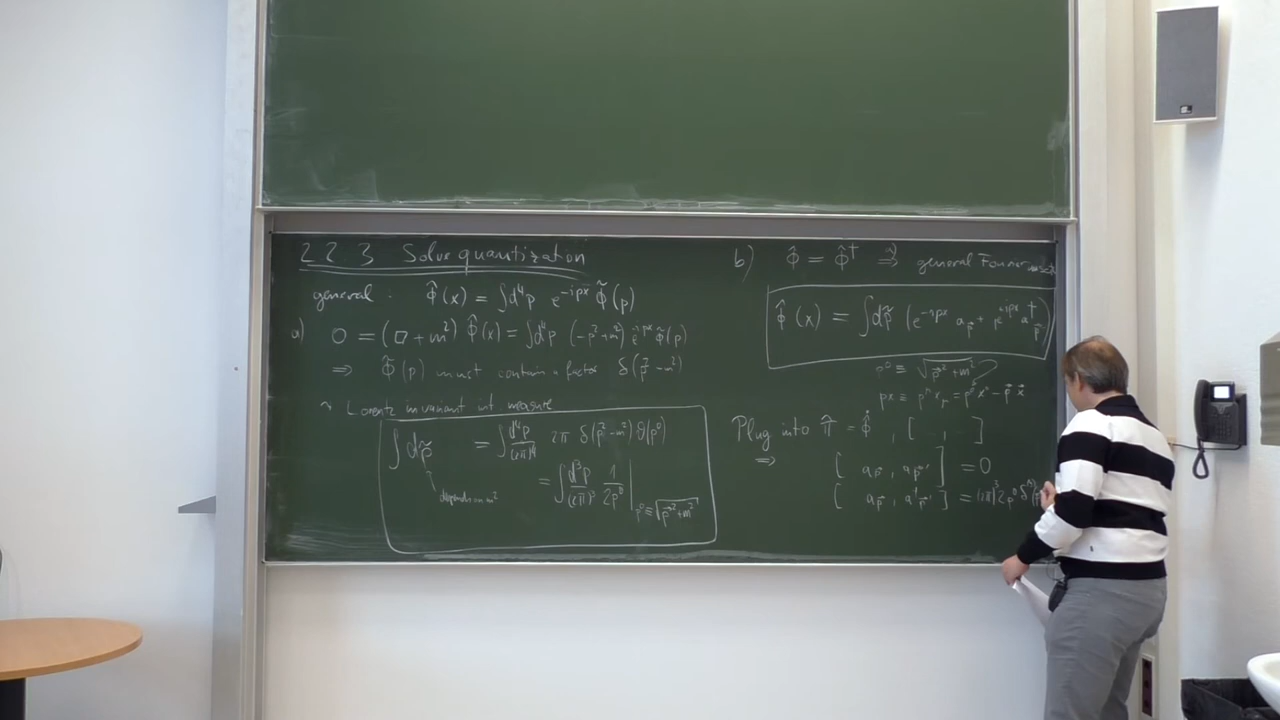 2.2.3 Solve quantization
general: Φ̂(x) = ∫d⁴p e^{-ipx} Φ̃(p)
a) 0 = (□ + m²) Φ̂(x) = ∫d⁴p (-p² + m²) e^{-ipx} Φ̃(p)
⇒ Φ̃(p) must contain a factor δ(p² - m²)
↝ Lorentz invariant int measure
∫dp̃ = ∫ d⁴p/(2π)⁴ 2π δ(p² - m²) θ(p⁰)
depends on m²
= ∫ d³p/(2π)³ 1/2p⁰ | p⁰ ≡ √(p⃗² + m²)
b) Φ̂ = Φ̂† ⇒ general Fourier
Φ̂(x) = ∫dp̃ (e^{-ipx} a_p⃗ + e^{+ipx} a†_p⃗)
p⁰ ≡ √(p⃗² + m²)
px ≡ p^μ x_μ = p⁰x⁰ - p⃗ x⃗
Plug into π̂ = Φ̂̇ , [ , ]
⇒ [ a_p⃗ , a_p⃗' ] = 0
[ a_p⃗ , a†_p⃗' ] = (2π)³ 2p⁰ δ⁽³⁾(p⃗